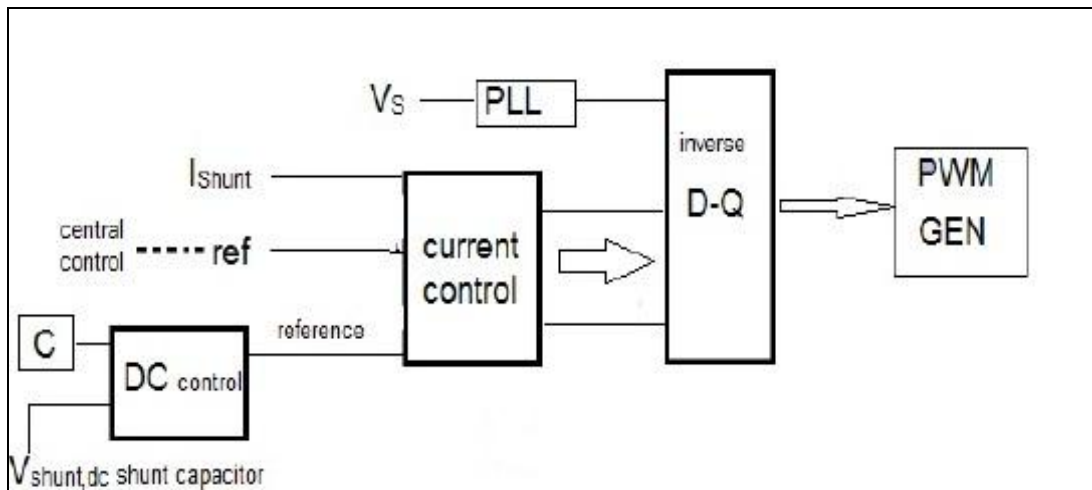 VS
PLL
inverse
D-Q
PWM
GEN
IShunt
central
control
ref
current
control
reference
C
DC control
Vshunt,dc shunt capacitor